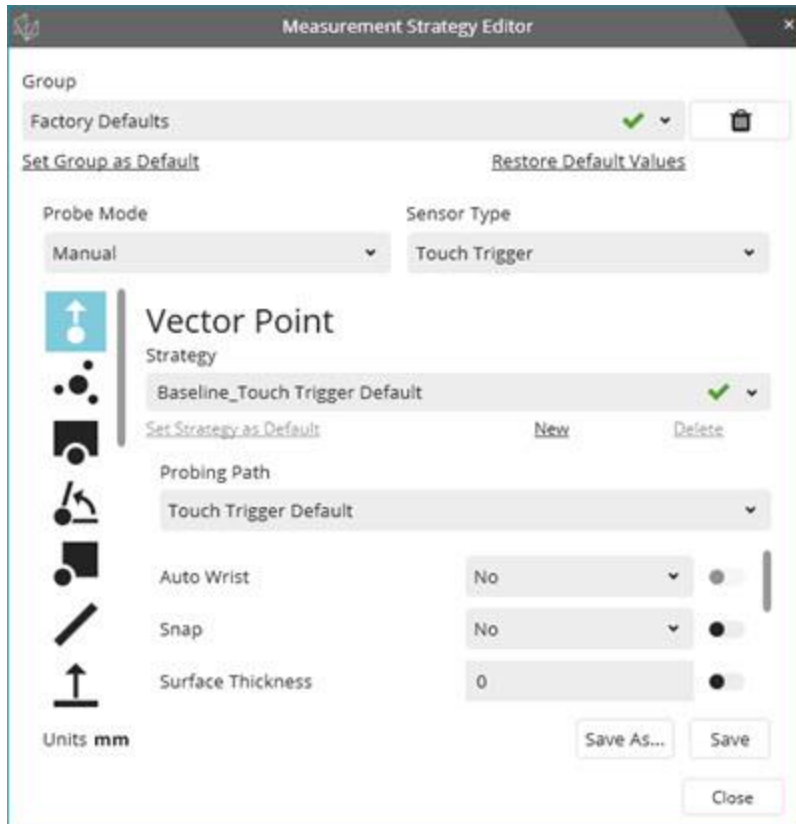 Measurement Strategy Editor
Group
Factory Defaults
Set Group as Default Restore Default Values
Probe Mode Sensor Type
Manual Touch Trigger
Vector Point
Strategy
Baseline_Touch Trigger Default
Set Strategy as Default New Delete
Probing Path
Touch Trigger Default
Auto Wrist No
Snap No
Surface Thickness 0
Units mm Save As... Save
Close